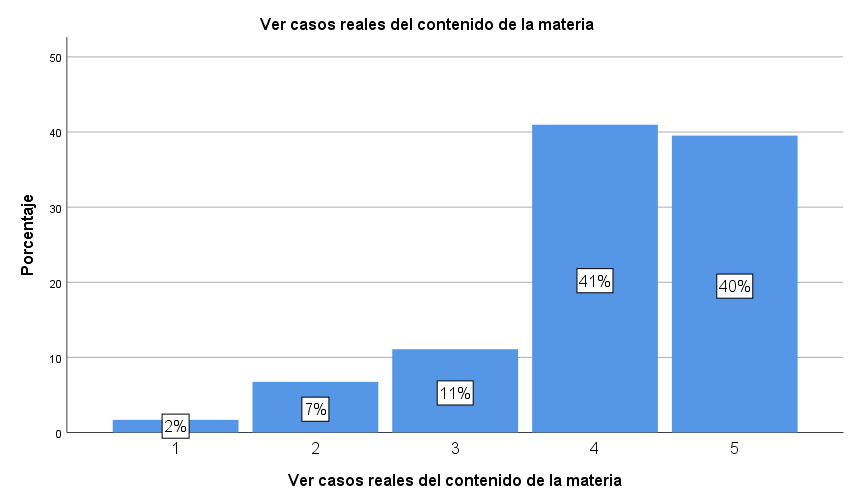 Ver casos reales del contenido de la materia
50
40
30
20
10
0
Porcentaje
2%
7%
11%
41%
40%
1 2 3 4 5
Ver casos reales del contenido de la materia